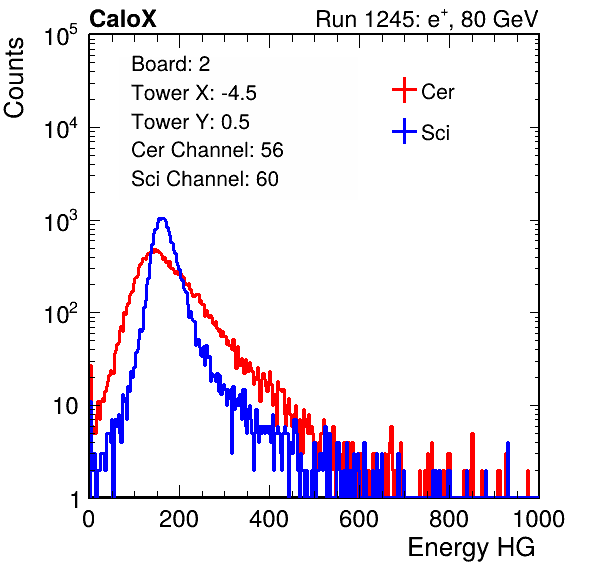 CaloX Run 1245: e⁺, 80 GeV
Counts
Board: 2
Tower X: -4.5
Tower Y: 0.5
Cer Channel: 56
Sci Channel: 60
Cer
Sci
10⁵
10⁴
10³
10²
10
1
0 200 400 600 800 1000
Energy HG